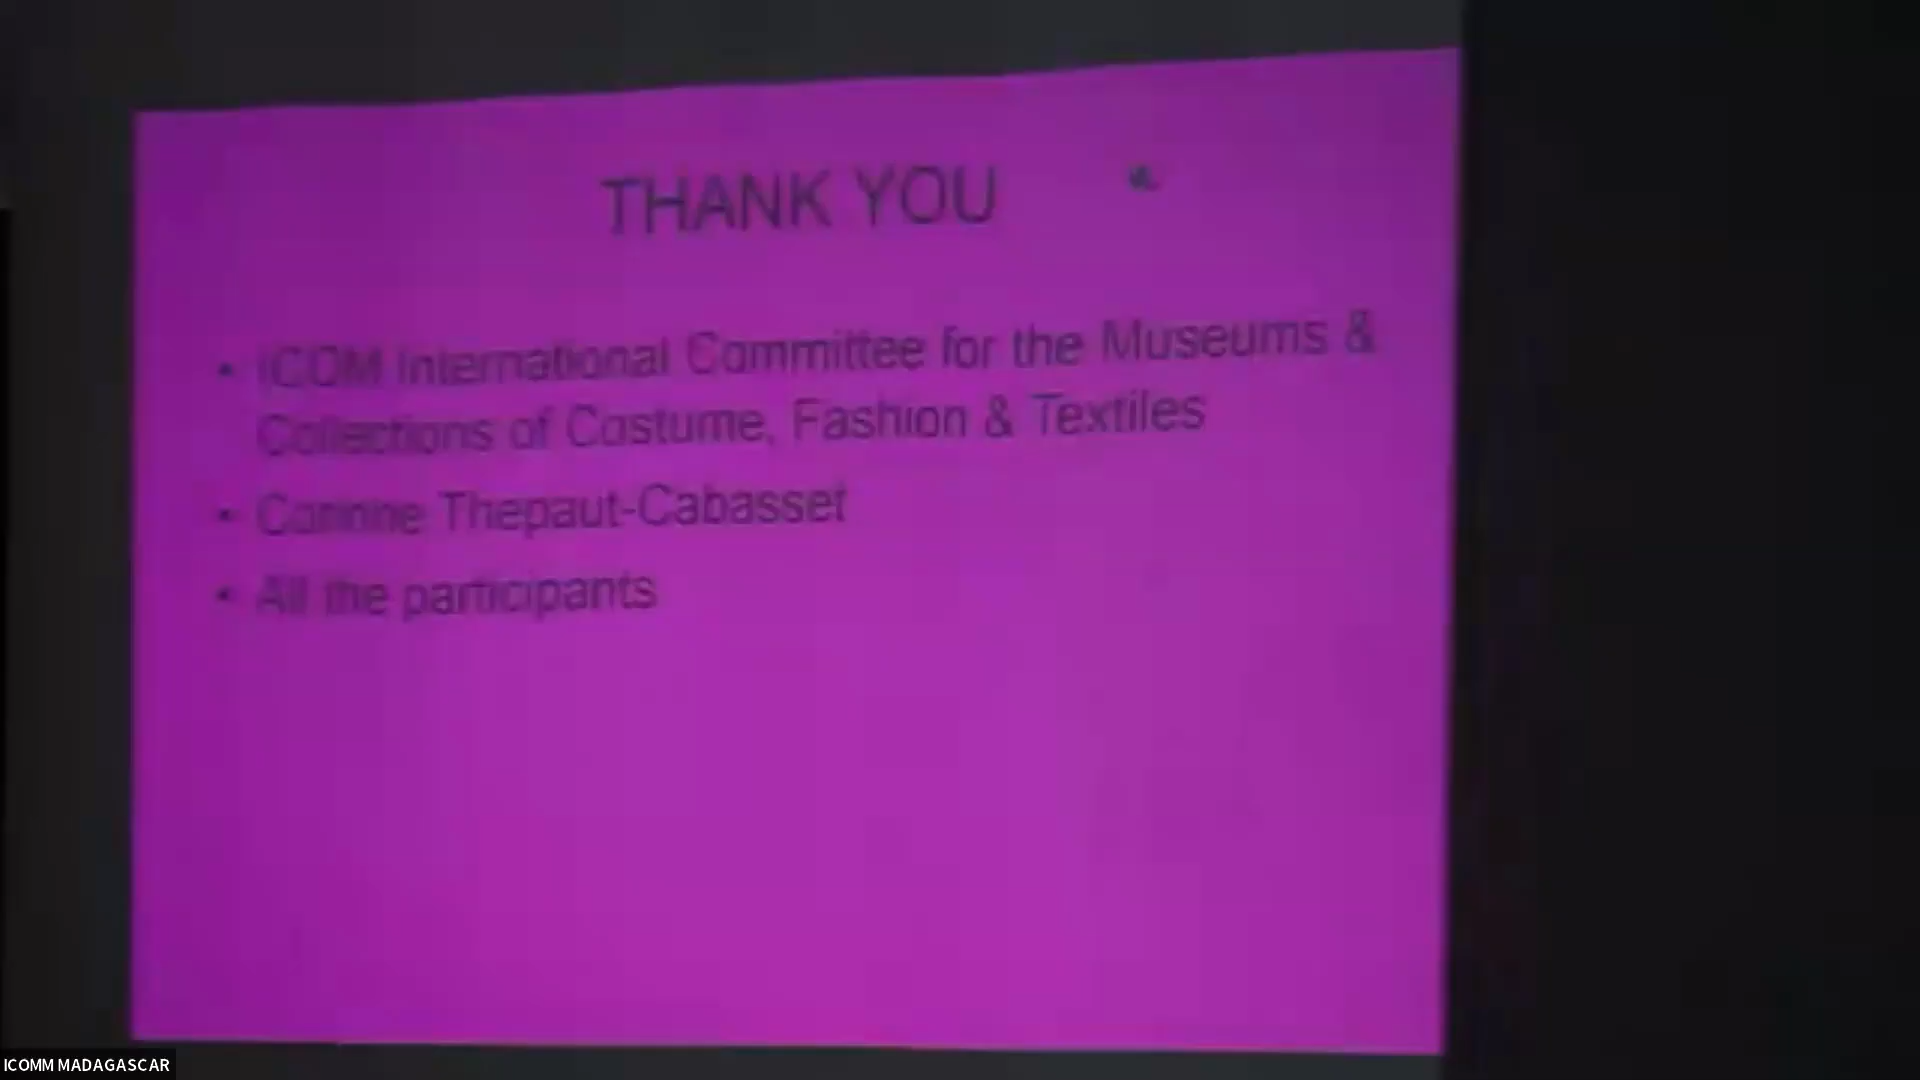 THANK YOU
• ICOM International Committee for the Museums &
Collections of Costume, Fashion & Textiles
• Corinne Thepaut-Cabasset
• All the participants
ICOMM MADAGASCAR